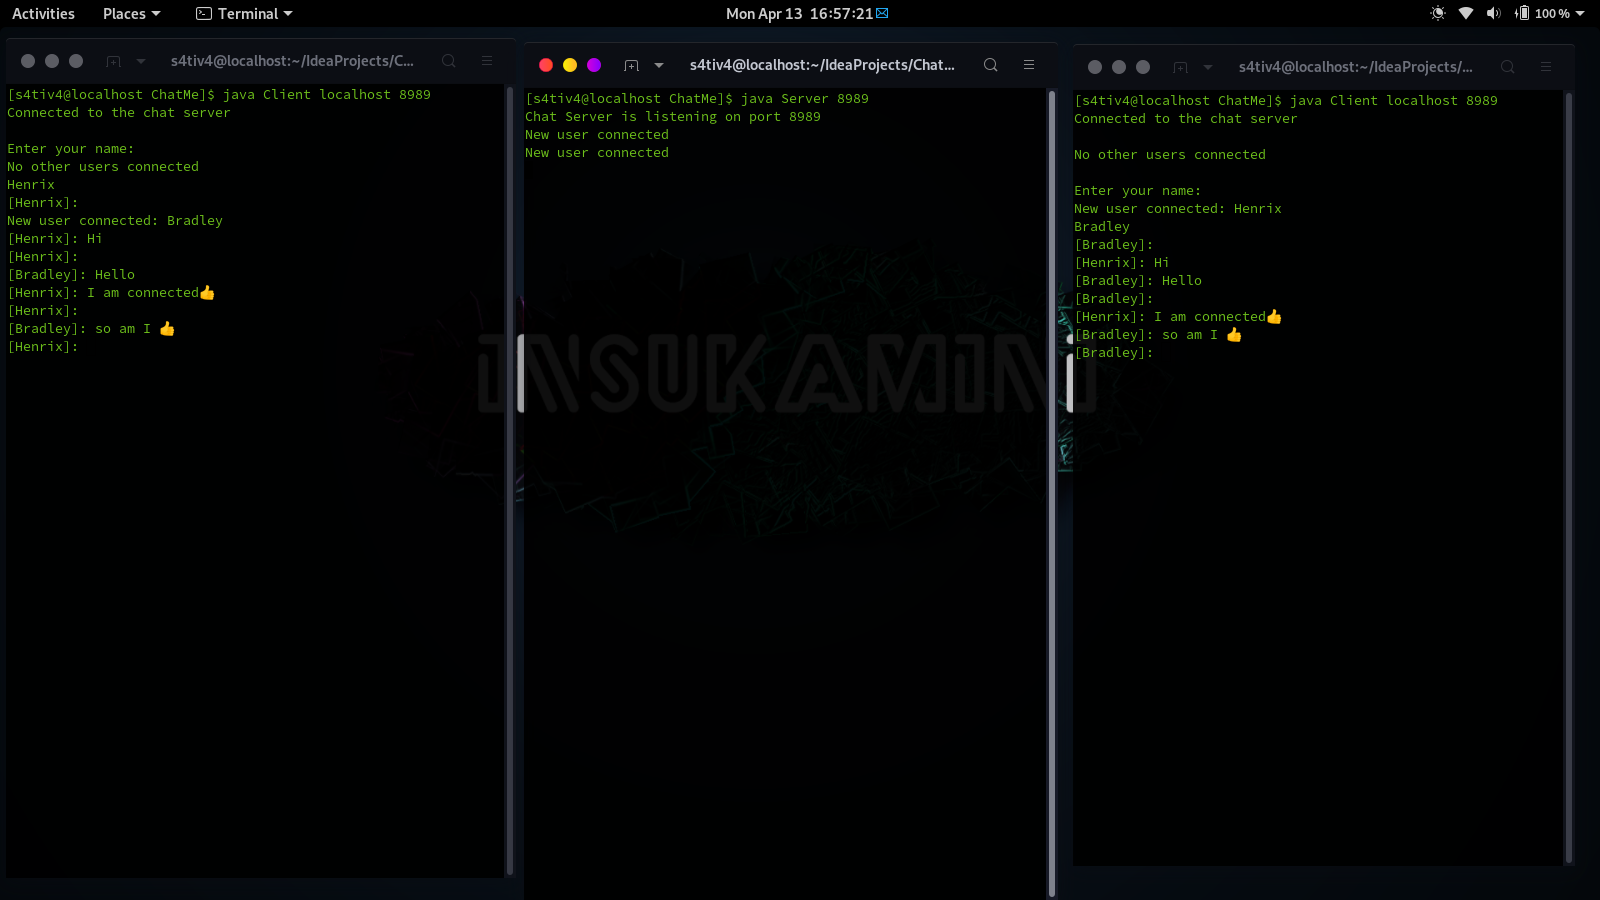 Activities Places Terminal Mon Apr 13 16:57:21 100 %
s4tiv4@localhost:~/IdeaProjects/C...
[s4tiv4@localhost ChatMe]$ java Client localhost 8989
Connected to the chat server
Enter your name:
No other users connected
Henrix
[Henrix]:
New user connected: Bradley
[Henrix]: Hi
[Henrix]:
[Bradley]: Hello
[Henrix]: I am connected👍
[Henrix]:
[Bradley]: so am I 👍
[Henrix]:
s4tiv4@localhost:~/IdeaProjects/Chat...
[s4tiv4@localhost ChatMe]$ java Server 8989
Chat Server is listening on port 8989
New user connected
New user connected
INSUKAMINI
s4tiv4@localhost:~/IdeaProjects/...
[s4tiv4@localhost ChatMe]$ java Client localhost 8989
Connected to the chat server
No other users connected
Enter your name:
New user connected: Henrix
Bradley
[Bradley]:
[Henrix]: Hi
[Bradley]: Hello
[Bradley]:
[Henrix]: I am connected👍
[Bradley]: so am I 👍
[Bradley]: